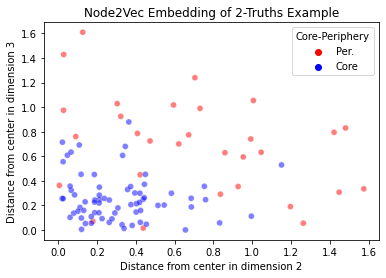 Node2Vec Embedding of 2-Truths Example
Core-Periphery
Per.
Core
Distance from center in dimension 3
1.6
1.4
1.2
1.0
0.8
0.6
0.4
0.2
0.0
0.0 0.2 0.4 0.6 0.8 1.0 1.2 1.4 1.6
Distance from center in dimension 2